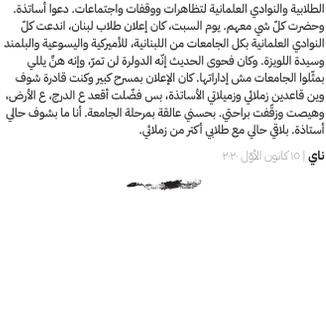 الطلابية والنوادي العلمانية لتظاهرات ووقفات واجتماعات. دعوا أساتذة.
وحضرت كلّ شي معهم. يوم السبت، كان إعلان طلاب لبنان، اندعت كلّ
النوادي العلمانية بكل الجامعات من اللبنانية، للأميركية واليسوعية والبلمند
وسيدة اللويزة. وكان فحوى الحديث إنّه الدولرة لن تمرّ، وإنه هنّ يللي
بمثّلوا الجامعات مش إداراتها. كان الإعلان بمسرح كبير وكنت قادرة شوف
وين قاعدين زملائي وزميلاتي الأساتذة، بس فضّلت أقعد ع الدرج، ع الأرض،
وهيصت وزقّفت براحتي. بحسني عالقة بمرحلة الجامعة. أنا ما بشوف حالي
أستاذة. بلاقي حالي مع طلابي أكتر من زملائي.
ناي | ١٥ كانون الأوّل ٢٠٢٠